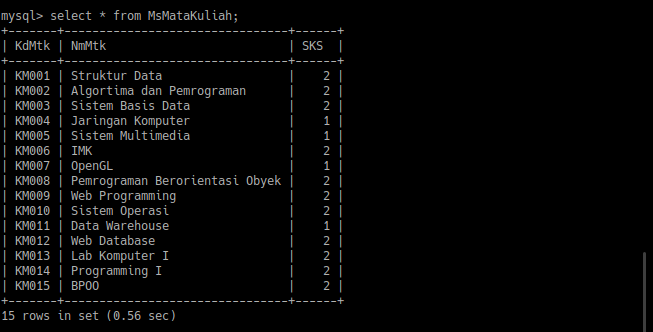 mysql> select * from MsMataKuliah;
+-------+--------------------------------+------+
| KdMtk | NmMtk                          | SKS  |
+-------+--------------------------------+------+
| KM001 | Struktur Data                  |    2 |
| KM002 | Algortima dan Pemrograman      |    2 |
| KM003 | Sistem Basis Data              |    2 |
| KM004 | Jaringan Komputer              |    1 |
| KM005 | Sistem Multimedia              |    1 |
| KM006 | IMK                            |    2 |
| KM007 | OpenGL                         |    1 |
| KM008 | Pemrograman Berorientasi Obyek |    2 |
| KM009 | Web Programming                |    2 |
| KM010 | Sistem Operasi                 |    2 |
| KM011 | Data Warehouse                 |    1 |
| KM012 | Web Database                   |    2 |
| KM013 | Lab Komputer I                 |    2 |
| KM014 | Programming I                  |    2 |
| KM015 | BPOO                           |    2 |
+-------+--------------------------------+------+
15 rows in set (0.56 sec)